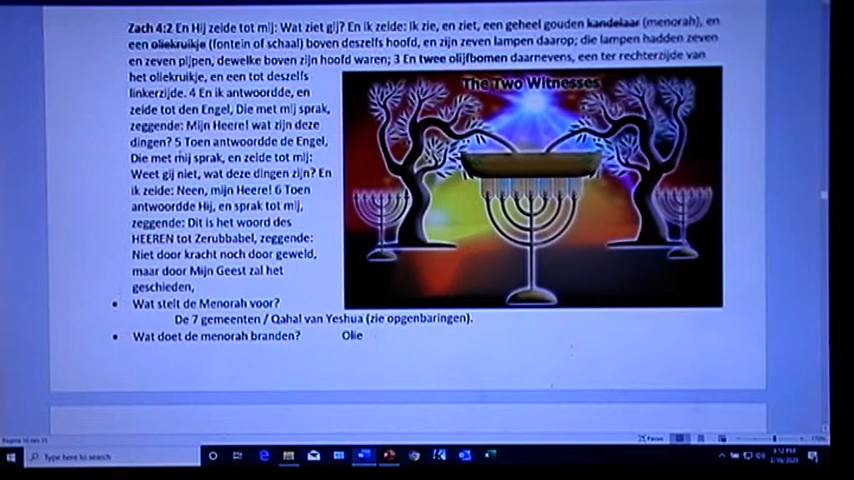 Zach 4:2 En Hij zeide tot mij: Wat ziet gij? En ik zeide: Ik zie, en ziet, een geheel gouden kandelaar (menorah), en
een oliekruikje (fontein of schaal) boven deszelfs hoofd, en zijn zeven lampen daarop; die lampen hadden zeven
en zeven pijpen, dewelke boven zijn hoofd waren; 3 En twee olijfbomen daarnevens, een ter rechterzijde van
het oliekruikje, en een tot deszelfs
linkerzijde. 4 En ik antwoordde, en
zeide tot den Engel, Die met mij sprak,
zeggende: Mijn Heere! wat zijn deze
dingen? 5 Toen antwoordde de Engel,
Die met mij sprak, en zeide tot mij:
Weet gij niet, wat deze dingen zijn? En
ik zeide: Neen, mijn Heere! 6 Toen
antwoordde Hij, en sprak tot mij,
zeggende: Dit is het woord des
HEEREN tot Zerubbabel, zeggende:
Niet door kracht noch door geweld,
maar door Mijn Geest zal het
geschieden,
The Two Witnesses
• Wat stelt de Menorah voor?
De 7 gemeenten / Qahal van Yeshua (zie opgenbaringen).
• Wat doet de menorah branden? Olie
Focus
Type here to search
3:12 PM